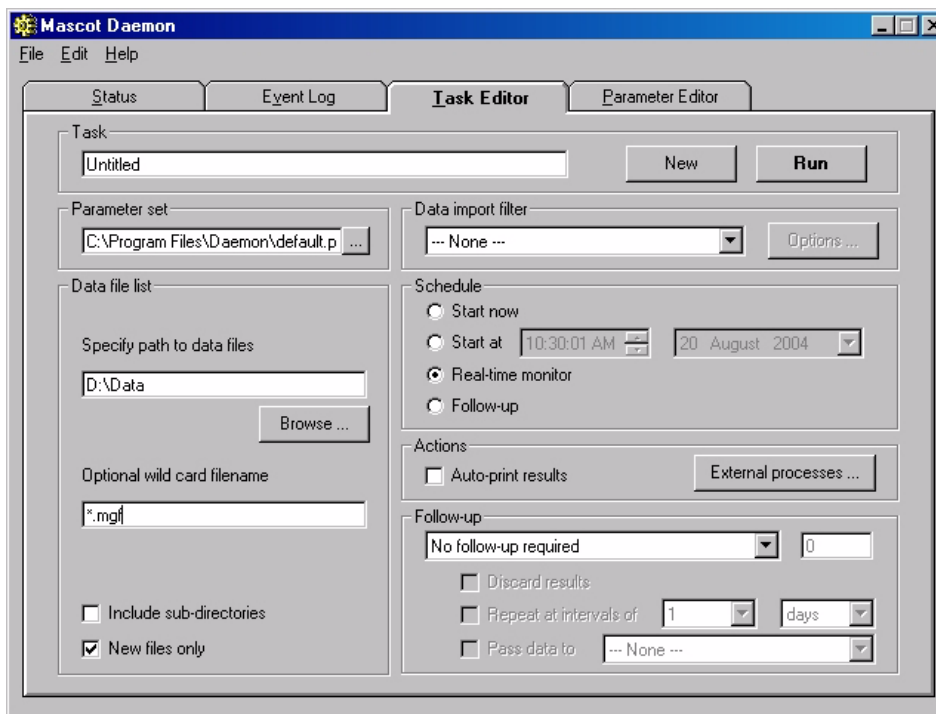 Mascot Daemon
File Edit Help
Status Event Log Task Editor Parameter Editor
Task
Untitled New Run
Parameter set
C:\Program Files\Daemon\default.p ...
Data import filter
--- None --- Options ...
Data file list
Specify path to data files
D:\Data
Browse ...
Optional wild card filename
*.mgf
Include sub-directories
New files only
Schedule
Start now
Start at 10:30:01 AM 20 August 2004
Real-time monitor
Follow-up
Actions
Auto-print results External processes ...
Follow-up
No follow-up required 0
Discard results
Repeat at intervals of 1 days
Pass data to --- None ---